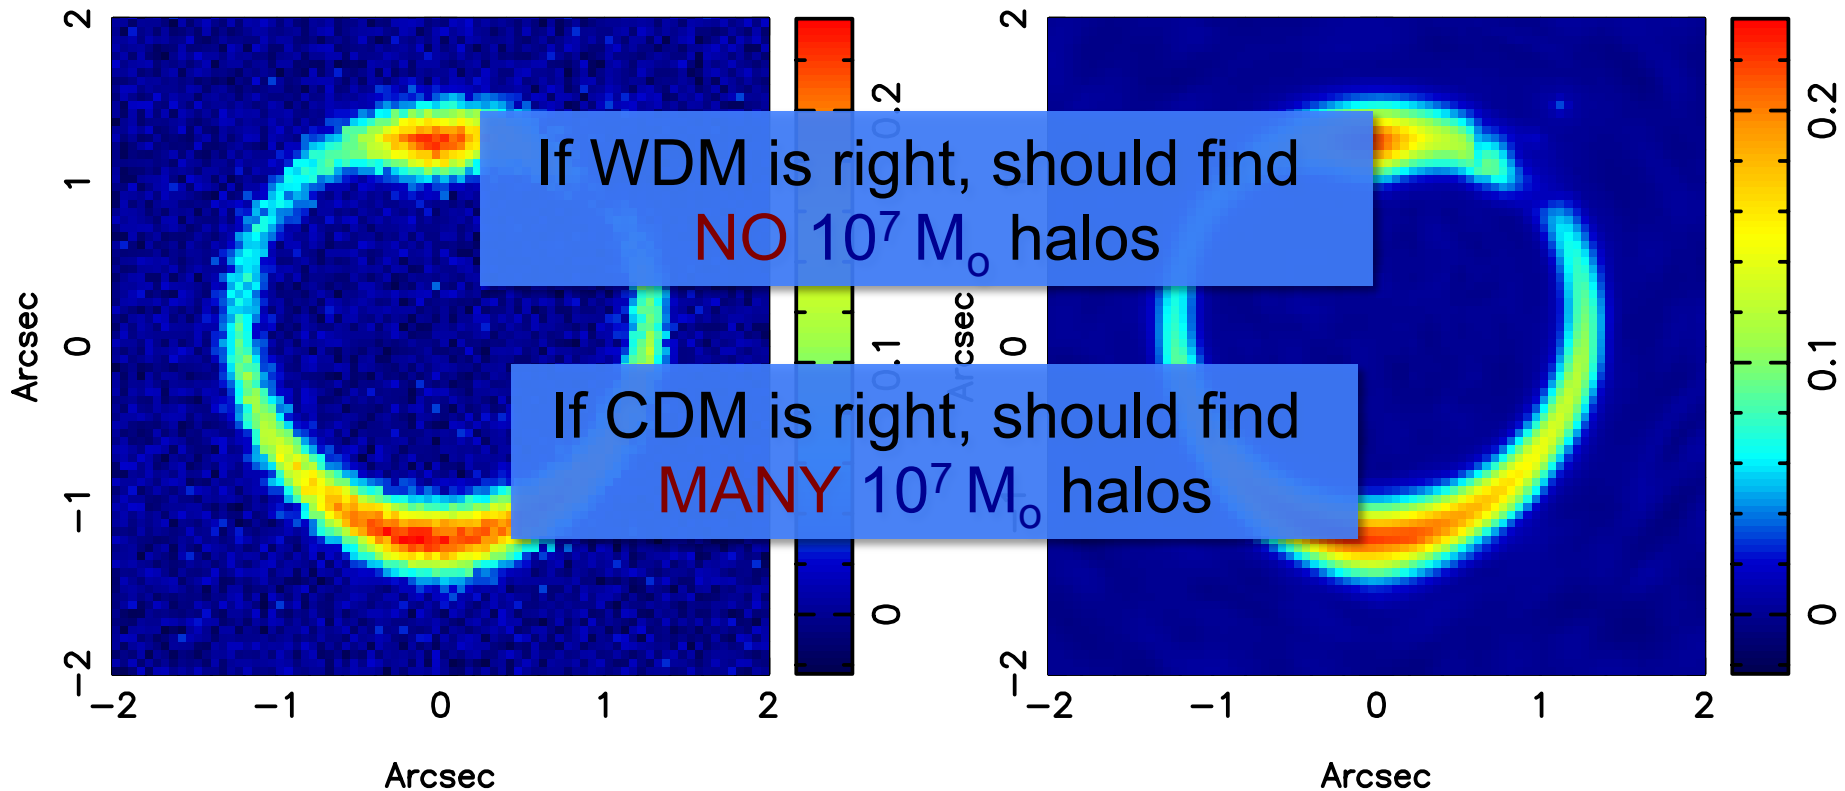 2
1
0
−1
−2
Arcsec
−2 −1 0 1 2
Arcsec
0.2
0.1
0
If WDM is right, should find
NO 10⁷ Mₒ halos
If CDM is right, should find
MANY 10⁷ Mₒ halos
2
0
−2
Arcsec
−2 −1 0 1 2
Arcsec
0.2
0.1
0